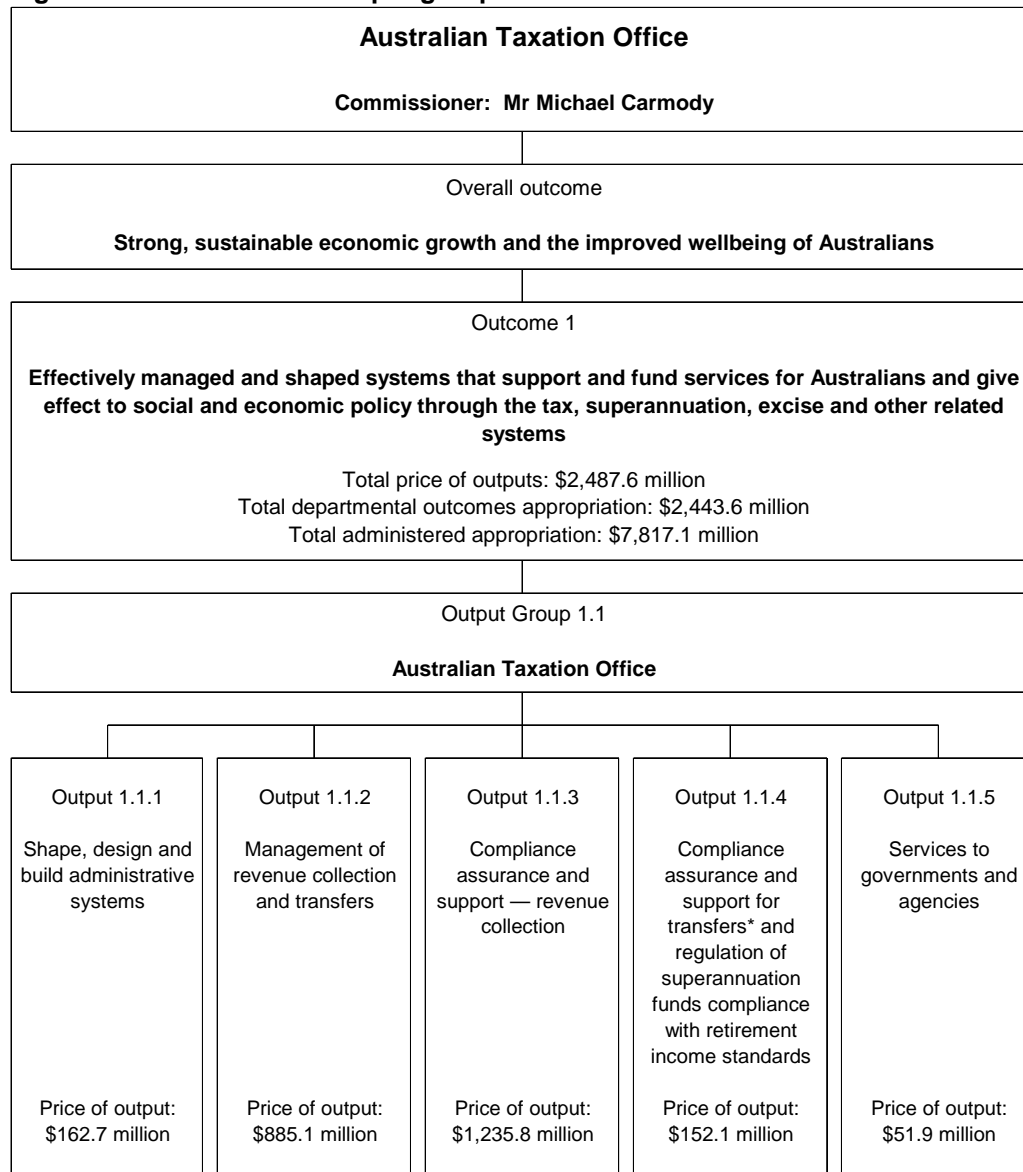 Australian Taxation Office
Commissioner: Mr Michael Carmody
Overall outcome
Strong, sustainable economic growth and the improved wellbeing of Australians
Outcome 1
Effectively managed and shaped systems that support and fund services for Australians and give
effect to social and economic policy through the tax, superannuation, excise and other related
systems
Total price of outputs: $2,487.6 million
Total departmental outcomes appropriation: $2,443.6 million
Total administered appropriation: $7,817.1 million
Output Group 1.1
Australian Taxation Office
Output 1.1.1
Shape, design and
build administrative
systems
Price of output:
$162.7 million
Output 1.1.2
Management of
revenue collection
and transfers
Price of output:
$885.1 million
Output 1.1.3
Compliance
assurance and
support — revenue
collection
Price of output:
$1,235.8 million
Output 1.1.4
Compliance
assurance and
support for
transfers* and
regulation of
superannuation
funds compliance
with retirement
income standards
Price of output:
$152.1 million
Output 1.1.5
Services to
governments and
agencies
Price of output:
$51.9 million